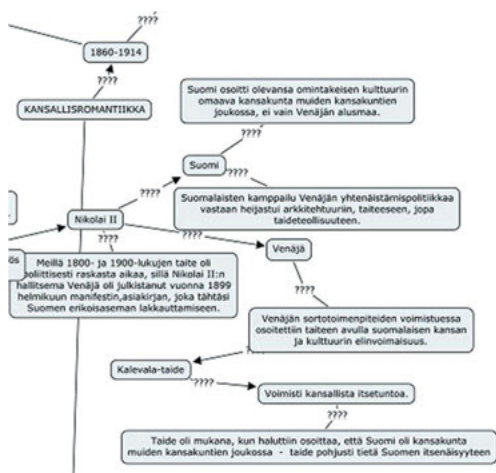 ????
1860-1914
????
KANSALLISROMANTIIKKA
Suomi osoitti olevansa omintakeisen kulttuurin
omaava kansakunta muiden kansakuntien
joukossa, ei vain Venäjän alusmaa.
????
Suomi
????
????
Suomalaisten kamppailu Venäjän yhtenäistämispolitiikkaa
vastaan heijastui arkkitehtuuriin, taiteeseen, jopa
taideteollisuuteen.
Nikolai II
????
????
Venäjä
ös
Meillä 1800- ja 1900-lukujen taite oli
poliittisesti raskasta aikaa, sillä Nikolai II:n
hallitsema Venäjä oli julkistanut vuonna 1899
helmikuun manifestin,asiakirjan, joka tähtäsi
Suomen erikoisaseman lakkauttamiseen.
????
Venäjän sortotoimenpiteiden voimistuessa
osoitettiin taiteen avulla suomalaisen kansan
ja kulttuurin elinvoimaisuus.
????
Kalevala-taide
????
Voimisti kansallista itsetuntoa.
????
Taide oli mukana, kun haluttiin osoittaa, että Suomi oli kansakunta
muiden kansakuntien joukossa - taide pohjusti tietä Suomen itsenäisyyteen